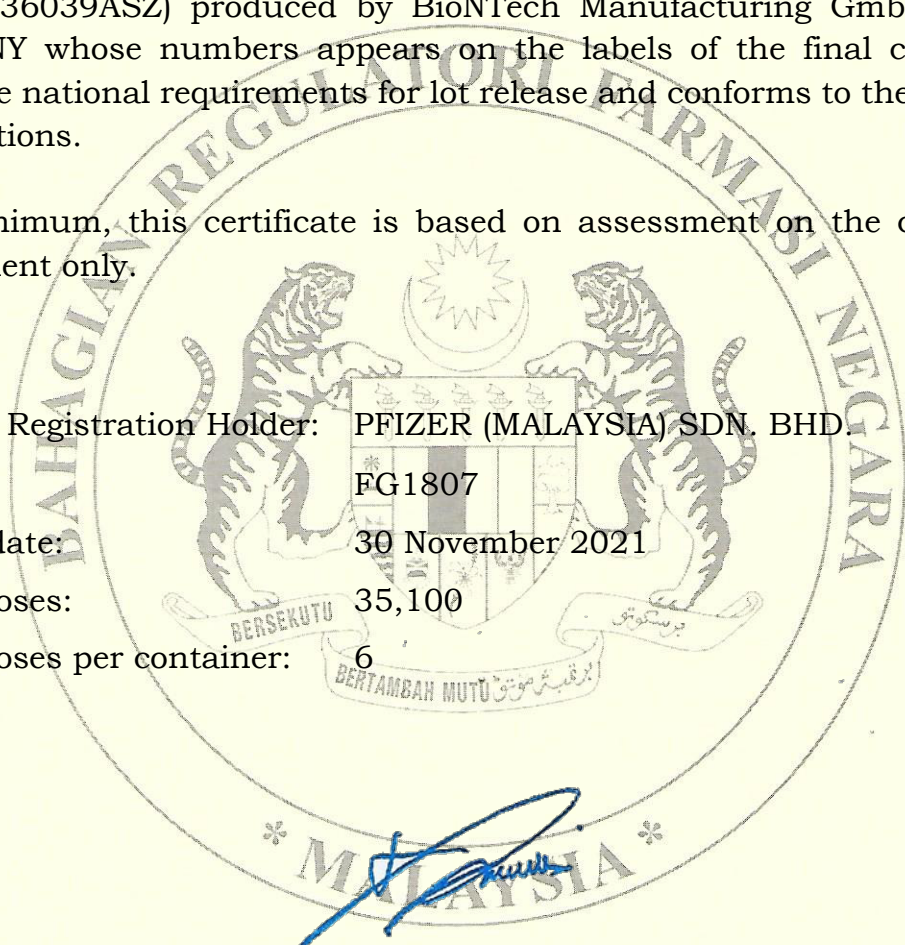 36039ASZ) produced by BioNTech Manufacturing Gmb
NY whose numbers appears on the labels of the final c
e national requirements for lot release and conforms to the
tions.
nimum, this certificate is based on assessment on the c
ent only.
Registration Holder: PFIZER (MALAYSIA) SDN. BHD.
FG1807
late: 30 November 2021
oses: 35,100
oses per container: 6
BAHAGIAN REGULATORI FARMASI NEGARA
* MALAYSIA *
BERSEKUTU برسكوتو
BERTAMBAH MUTU